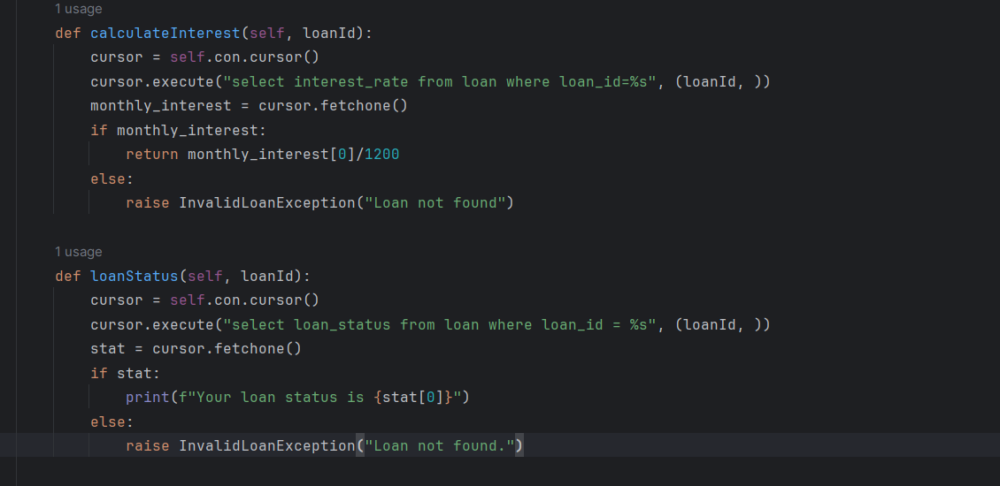 1 usage
def calculateInterest(self, loanId):
    cursor = self.con.cursor()
    cursor.execute("select interest_rate from loan where loan_id=%s", (loanId, ))
    monthly_interest = cursor.fetchone()
    if monthly_interest:
        return monthly_interest[0]/1200
    else:
        raise InvalidLoanException("Loan not found")
1 usage
def loanStatus(self, loanId):
    cursor = self.con.cursor()
    cursor.execute("select loan_status from loan where loan_id = %s", (loanId, ))
    stat = cursor.fetchone()
    if stat:
        print(f"Your loan status is {stat[0]}")
    else:
        raise InvalidLoanException("Loan not found.")